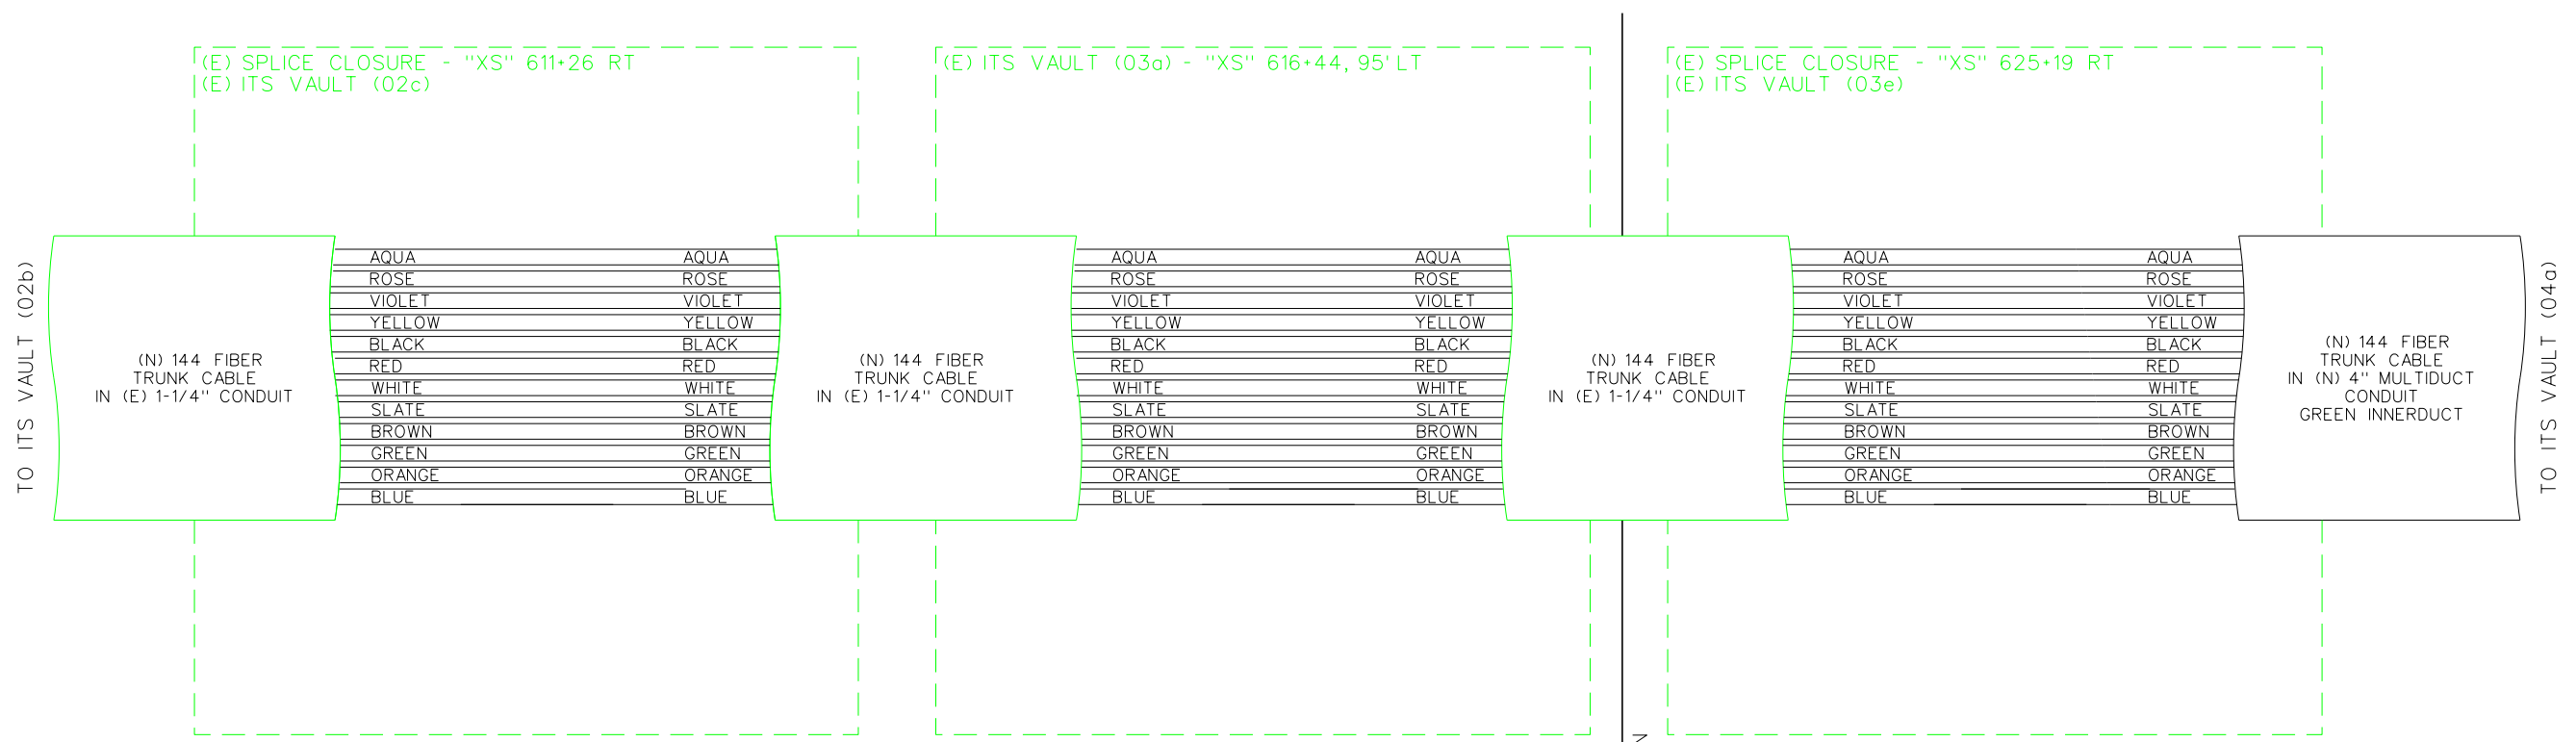 (E) SPLICE CLOSURE - "XS" 611+26 RT
(E) ITS VAULT (02c)
(E) ITS VAULT (03a) - "XS" 616+44, 95' LT
(E) SPLICE CLOSURE - "XS" 625+19 RT
(E) ITS VAULT (03e)
TO ITS VAULT (02b)
(N) 144 FIBER
TRUNK CABLE
IN (E) 1-1/4" CONDUIT
AQUA AQUA
ROSE ROSE
VIOLET VIOLET
YELLOW YELLOW
BLACK BLACK
RED RED
WHITE WHITE
SLATE SLATE
BROWN BROWN
GREEN GREEN
ORANGE ORANGE
BLUE BLUE
(N) 144 FIBER
TRUNK CABLE
IN (E) 1-1/4" CONDUIT
AQUA AQUA
ROSE ROSE
VIOLET VIOLET
YELLOW YELLOW
BLACK BLACK
RED RED
WHITE WHITE
SLATE SLATE
BROWN BROWN
GREEN GREEN
ORANGE ORANGE
BLUE BLUE
(N) 144 FIBER
TRUNK CABLE
IN (E) 1-1/4" CONDUIT
AQUA AQUA
ROSE ROSE
VIOLET VIOLET
YELLOW YELLOW
BLACK BLACK
RED RED
WHITE WHITE
SLATE SLATE
BROWN BROWN
GREEN GREEN
ORANGE ORANGE
BLUE BLUE
(N) 144 FIBER
TRUNK CABLE
IN (N) 4" MULTIDUCT
CONDUIT
GREEN INNERDUCT
TO ITS VAULT (04a)